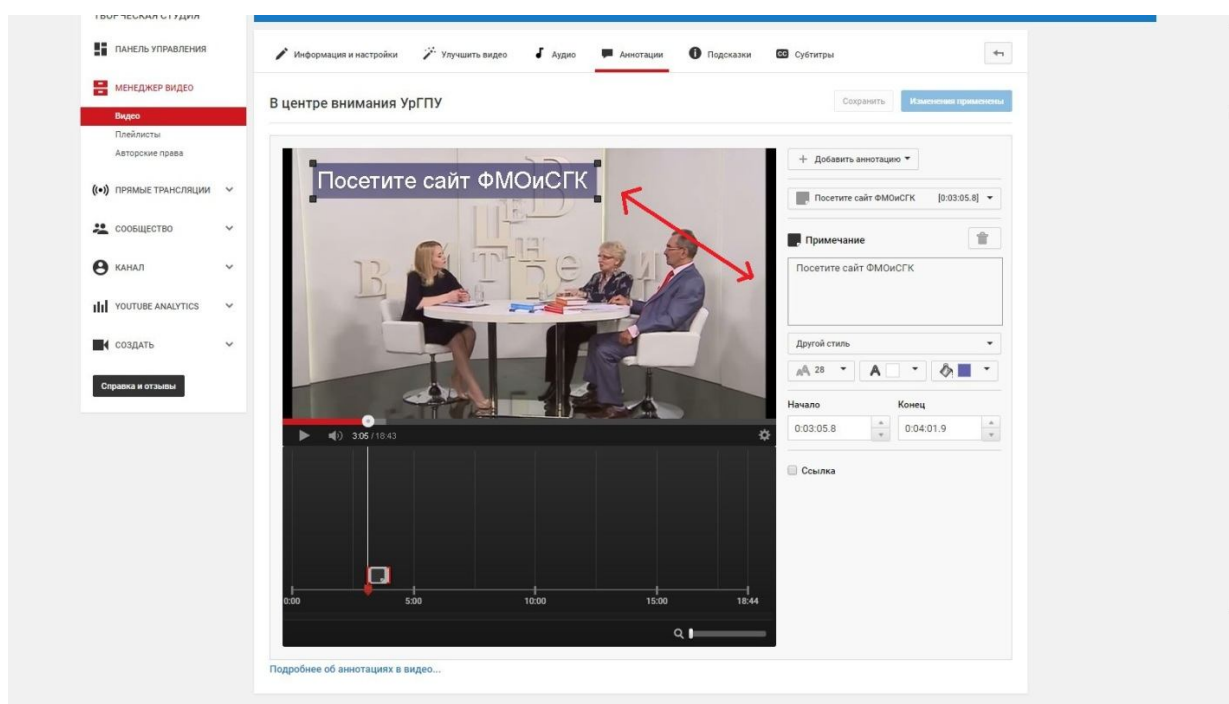 ТВОРЧЕСКАЯ СТУДИЯ
ПАНЕЛЬ УПРАВЛЕНИЯ
МЕНЕДЖЕР ВИДЕО
Видео
Плейлисты
Авторские права
ПРЯМЫЕ ТРАНСЛЯЦИИ
СООБЩЕСТВО
КАНАЛ
YOUTUBE ANALYTICS
СОЗДАТЬ
Справка и отзывы
Информация и настройки
Улучшить видео
Аудио
Аннотации
Подсказки
CC Субтитры
В центре внимания УрГПУ
Сохранить
Изменения применены
Посетите сайт ФМОиСГК
3:05 / 18:43
0:00 5:00 10:00 15:00 18:44
+ Добавить аннотацию
Посетите сайт ФМОиСГК [0:03:05.8]
Примечание
Посетите сайт ФМОиСГК
Другой стиль
AA 28 A
Начало Конец
0:03:05.8 0:04:01.9
Ссылка
Подробнее об аннотациях в видео...